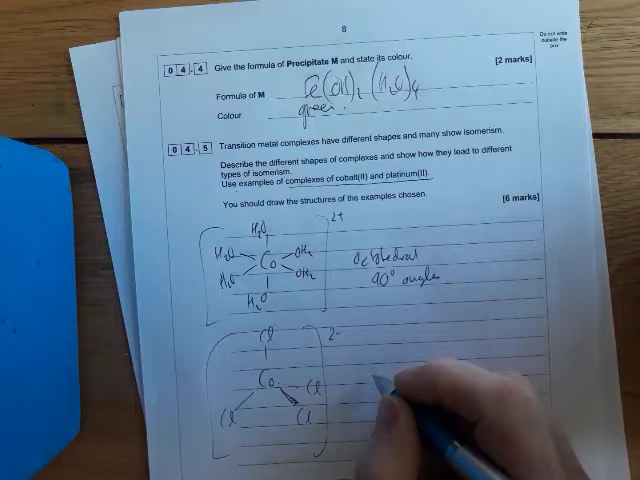 8
Do not write
outside the
box
0 4 . 4 Give the formula of Precipitate M and state its colour.
[2 marks]
Formula of M Fe(OH)2(H2O)4
Colour green.
0 4 . 5 Transition metal complexes have different shapes and many show isomerism.
Describe the different shapes of complexes and show how they lead to different
types of isomerism.
Use examples of complexes of cobalt(II) and platinum(II).
You should draw the structures of the examples chosen.
[6 marks]
2+
H2O
H2O OH2
Co
H2O OH2
H2O
Octahedral
90° angles
2-
Cl
Co
Cl
Cl Cl